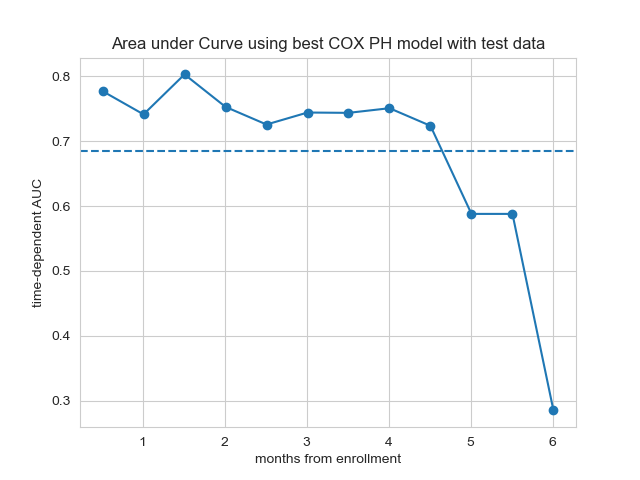 Area under Curve using best COX PH model with test data
time-dependent AUC
0.8
0.7
0.6
0.5
0.4
0.3
1 2 3 4 5 6
months from enrollment